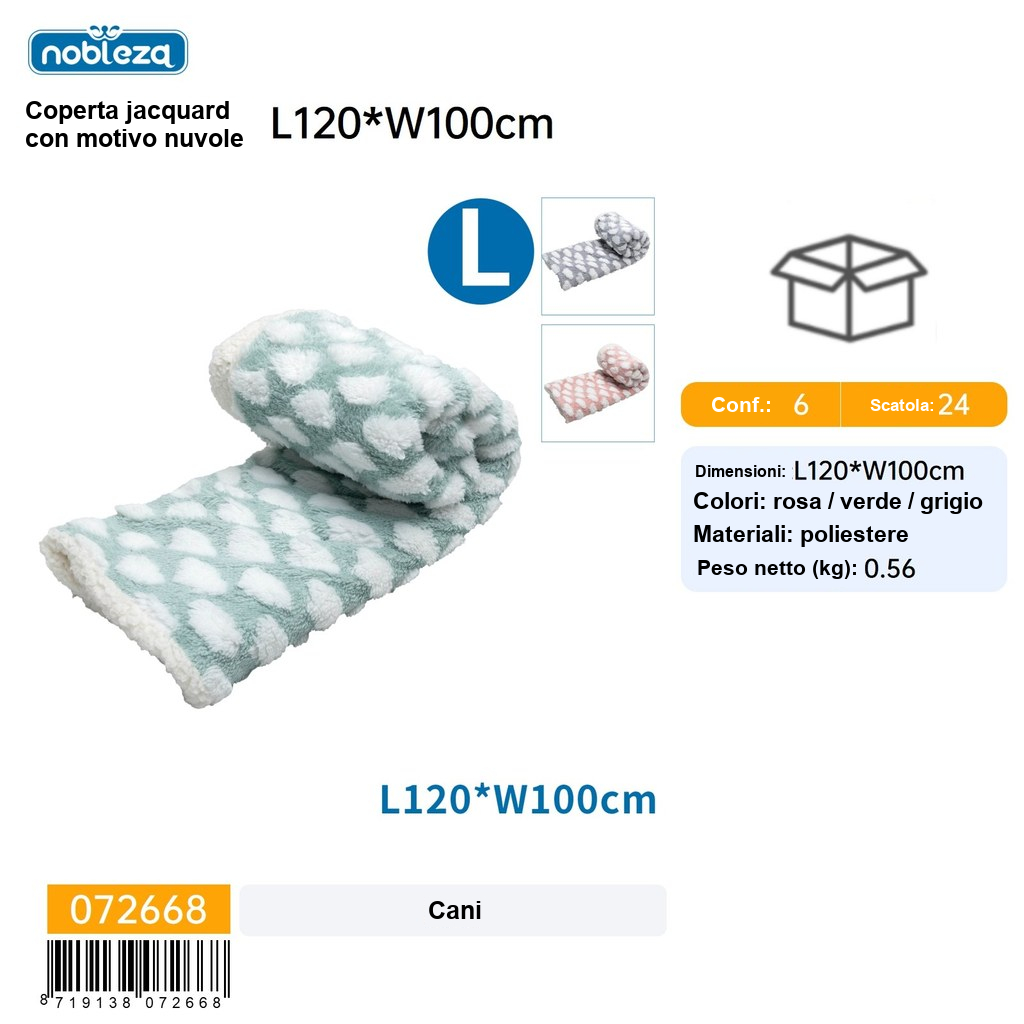 nobleza
Coperta jacquard
con motivo nuvole
L120*W100cm
L
Conf.: 6
Scatola: 24
Dimensioni: L120*W100cm
Colori: rosa / verde / grigio
Materiali: poliestere
Peso netto (kg): 0.56
L120*W100cm
072668
Cani
8 719138 072668